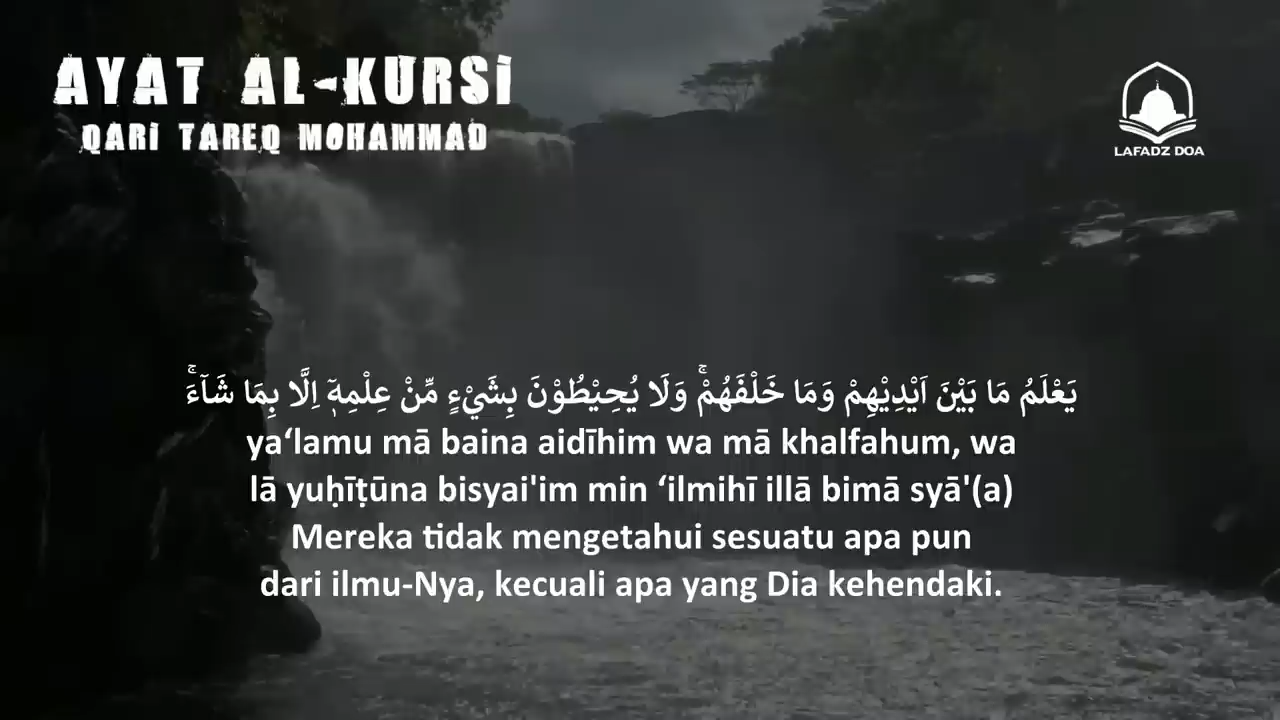 AYAT AL-KURSi
QARi TAREQ MOHAMMAD
LAFADZ DOA
يَعْلَمُ مَا بَيْنَ اَيْدِيْهِمْ وَمَا خَلْفَهُمْۚ وَلَا يُحِيْطُوْنَ بِشَيْءٍ مِّنْ عِلْمِهٖٓ اِلَّا بِمَا شَاۤءَۚ
ya‘lamu mā baina aidīhim wa mā khalfahum, wa
lā yuḥīṭūna bisyai'im min ‘ilmihī illā bimā syā'(a)
Mereka tidak mengetahui sesuatu apa pun
dari ilmu-Nya, kecuali apa yang Dia kehendaki.